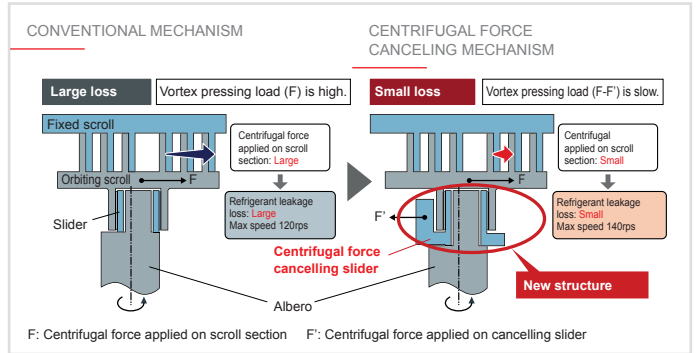 CONVENTIONAL MECHANISM
CENTRIFUGAL FORCE
CANCELING MECHANISM
Large loss
Vortex pressing load (F) is high.
Small loss
Vortex pressing load (F-F') is slow.
Fixed scroll
Centrifugal force
applied on scroll
section: Large
Centrifugal
applied on scroll
section: Small
Orbiting scroll
F
F
Refrigerant leakage
loss: Large
Max speed 120rps
Refrigerant leakage
loss: Small
Max speed 140rps
Slider
F'
Centrifugal force
cancelling slider
New structure
Albero
F: Centrifugal force applied on scroll section
F': Centrifugal force applied on cancelling slider